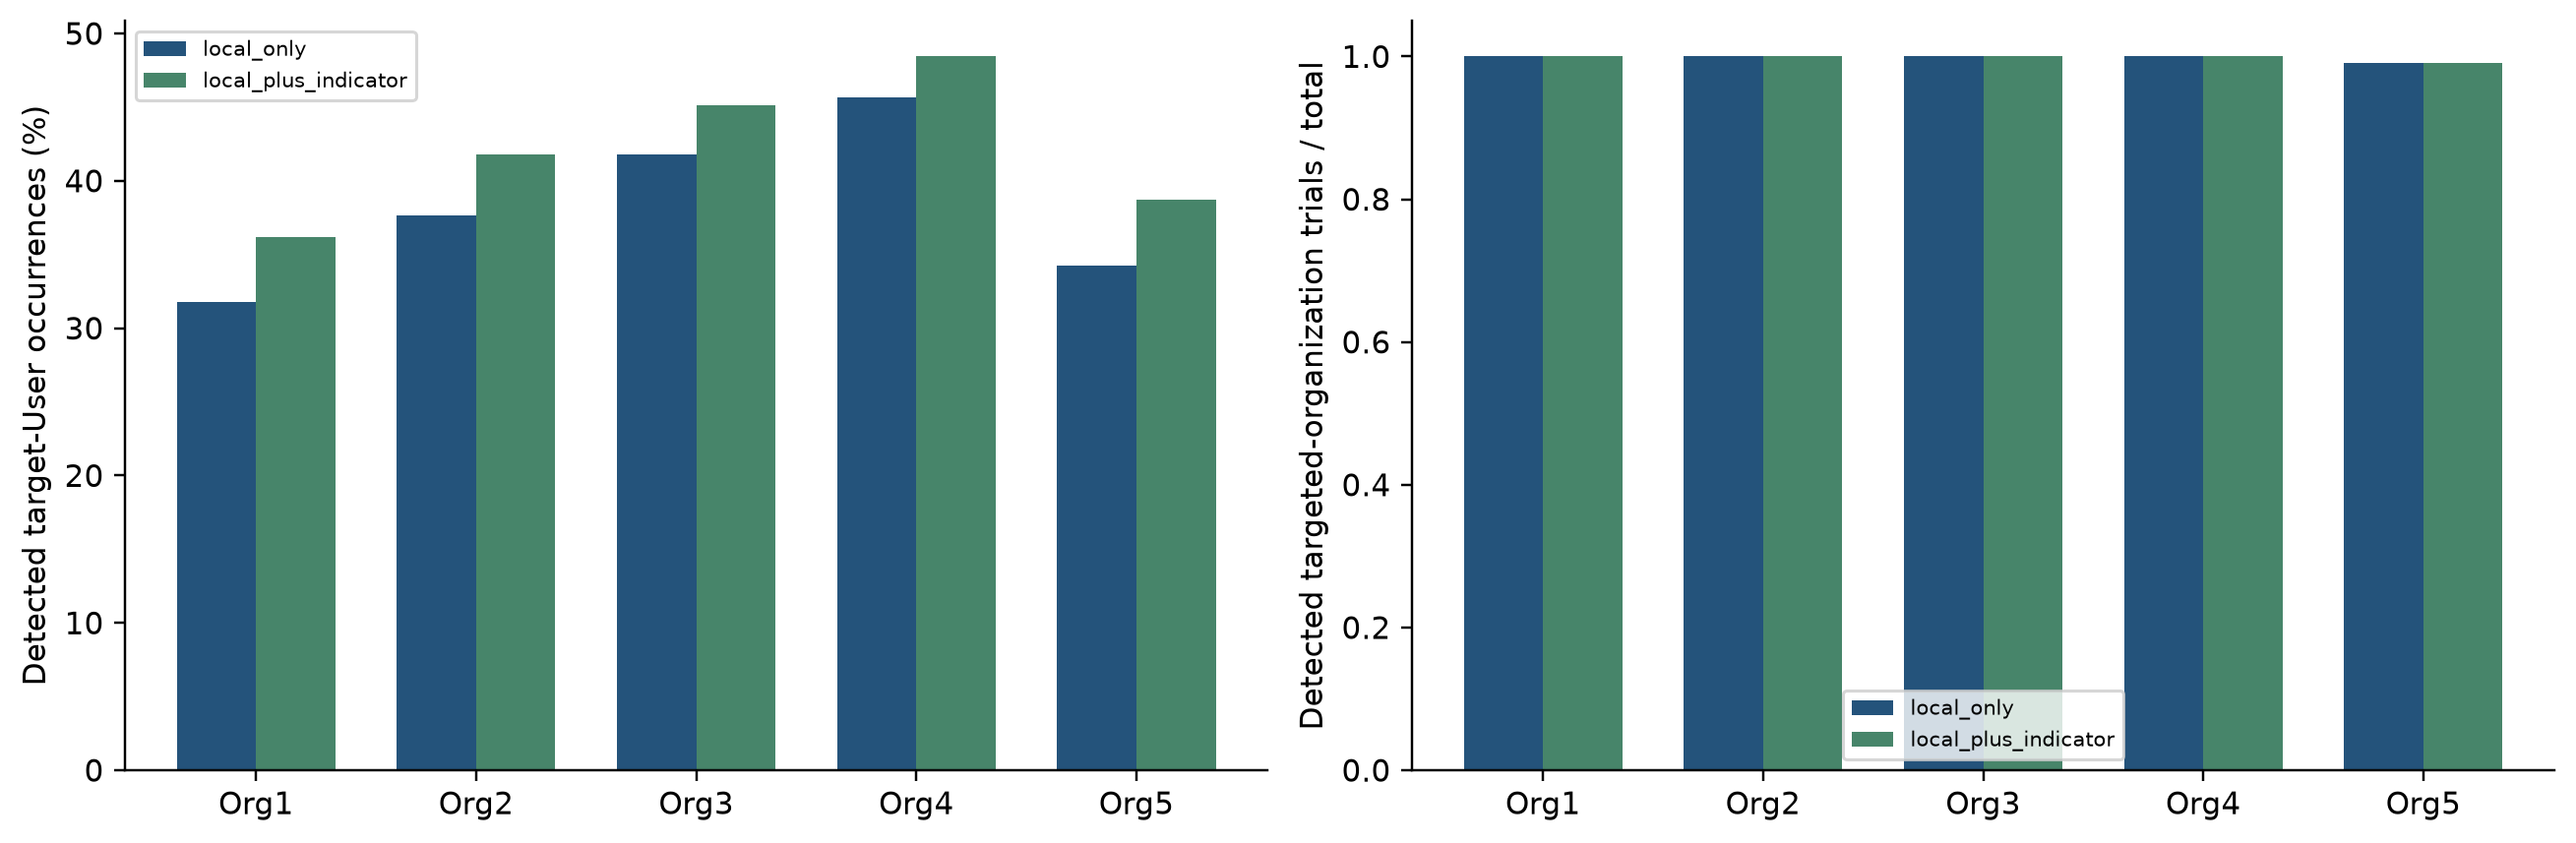 Detected target-User occurrences (%)
50
40
30
20
10
0
local_only
local_plus_indicator
Org1
Org2
Org3
Org4
Org5
Detected targeted-organization trials / total
1.0
0.8
0.6
0.4
0.2
0.0
local_only
local_plus_indicator
Org1
Org2
Org3
Org4
Org5